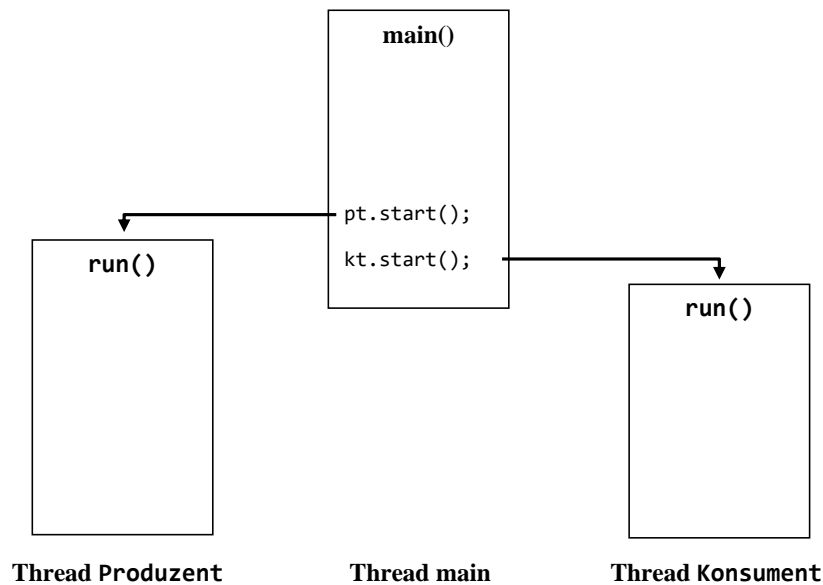 main()
pt.start();
kt.start();
run()
run()
Thread Produzent
Thread main
Thread Konsument